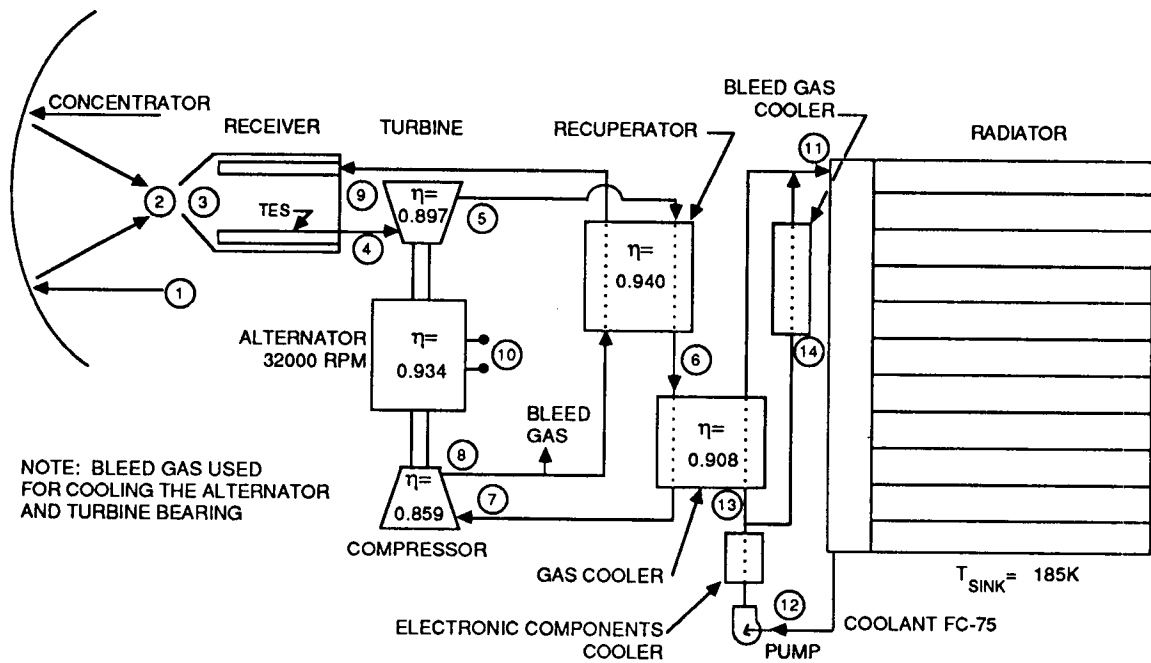 CONCENTRATOR
RECEIVER
TURBINE
RECUPERATOR
BLEED GAS
COOLER
RADIATOR
11
2
3
9
η=
0.897
5
TES
4
1
η=
0.940
ALTERNATOR
32000 RPM
η=
0.934
10
6
14
BLEED
GAS
8
η=
0.908
NOTE: BLEED GAS USED
FOR COOLING THE ALTERNATOR
AND TURBINE BEARING
η=
0.859
7
13
COMPRESSOR
GAS COOLER
T SINK = 185K
12
ELECTRONIC COMPONENTS
COOLER
PUMP
COOLANT FC-75